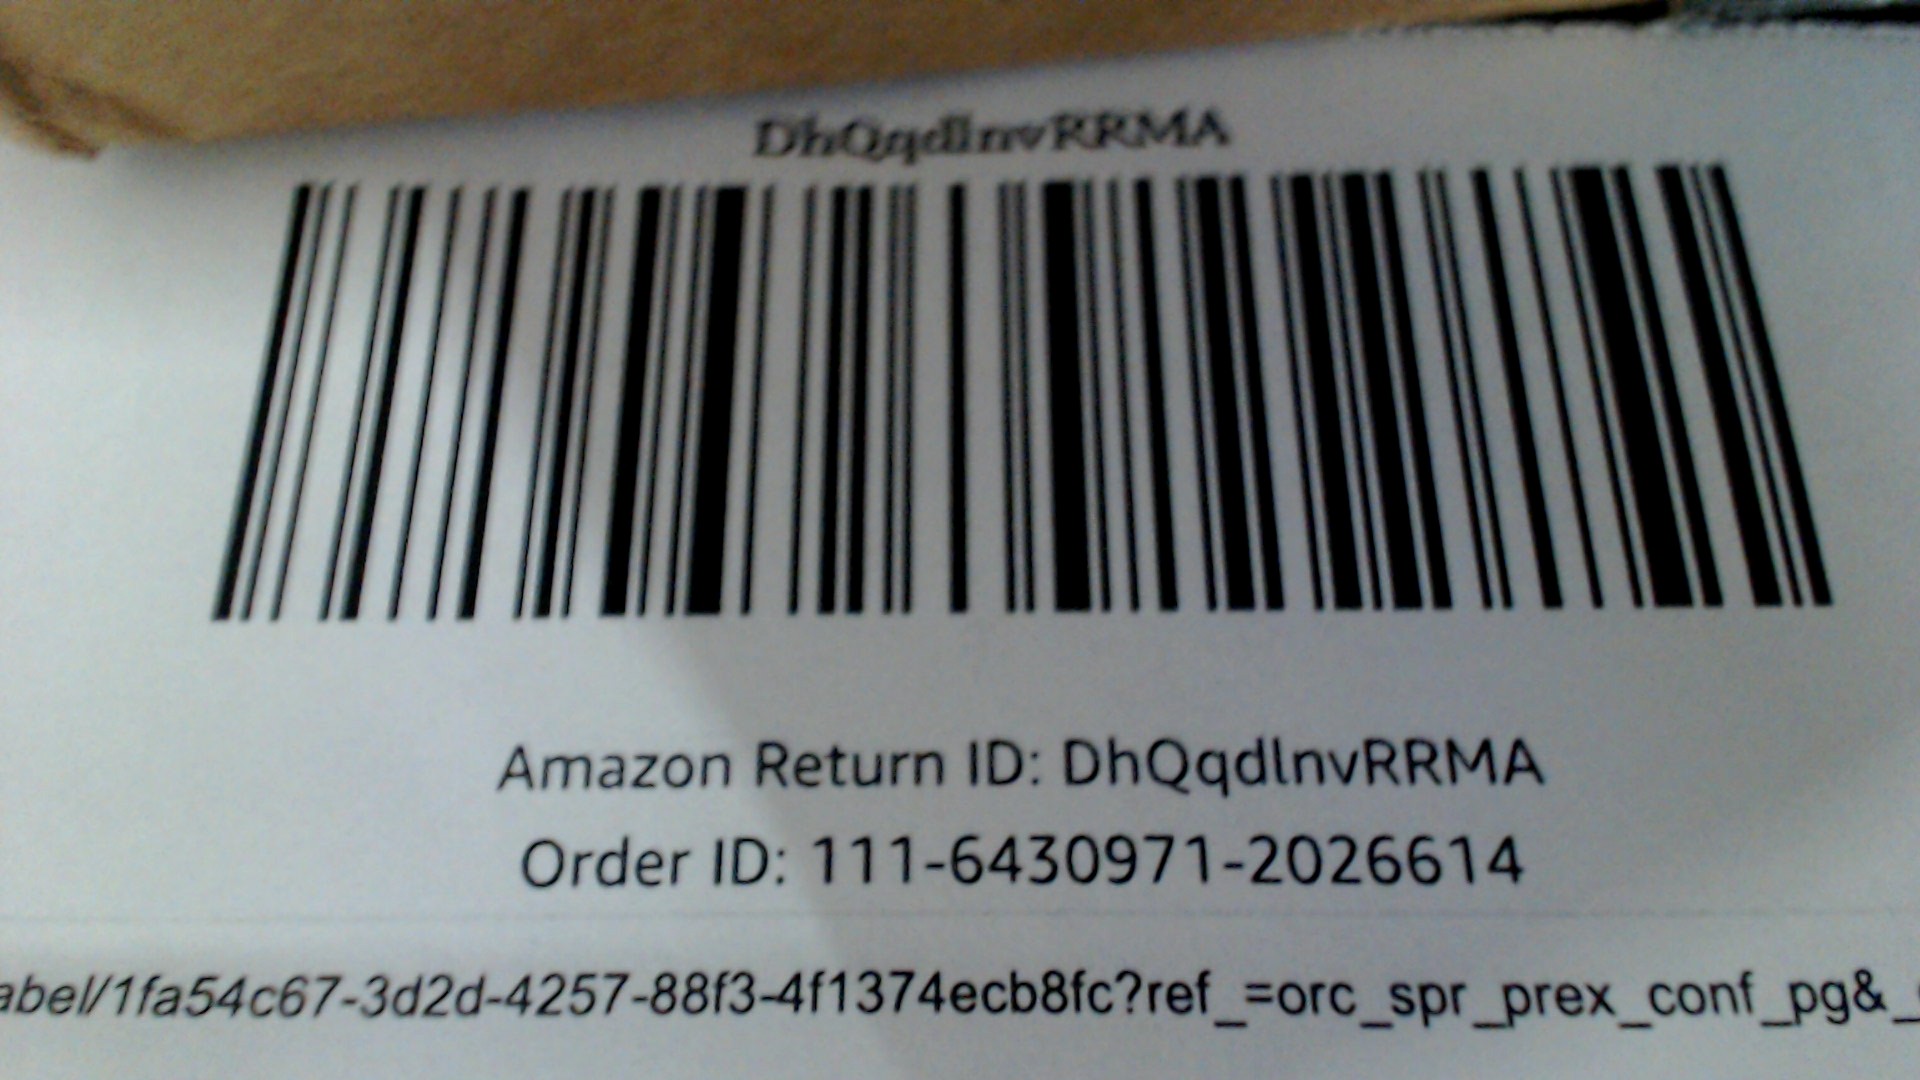 DhQqdlnvRRMA
Amazon Return ID: DhQqdlnvRRMA
Order ID: 111-6430971-2026614
abel/1fa54c67-3d2d-4257-88f3-4f1374ecb8fc?ref_=orc_spr_prex_conf_pg&_